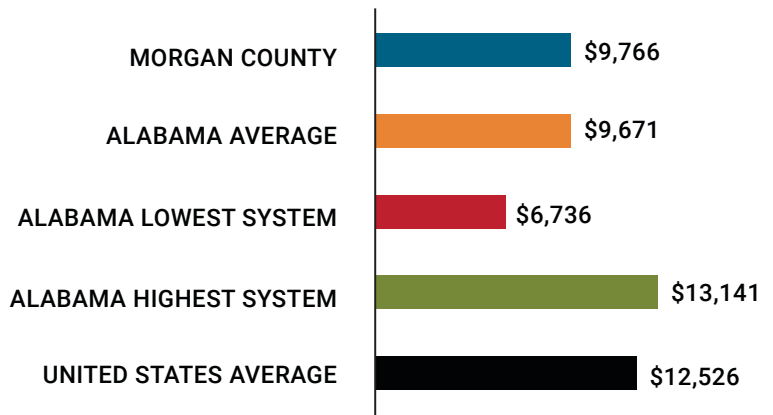 MORGAN COUNTY $9,766
ALABAMA AVERAGE $9,671
ALABAMA LOWEST SYSTEM $6,736
ALABAMA HIGHEST SYSTEM $13,141
UNITED STATES AVERAGE $12,526